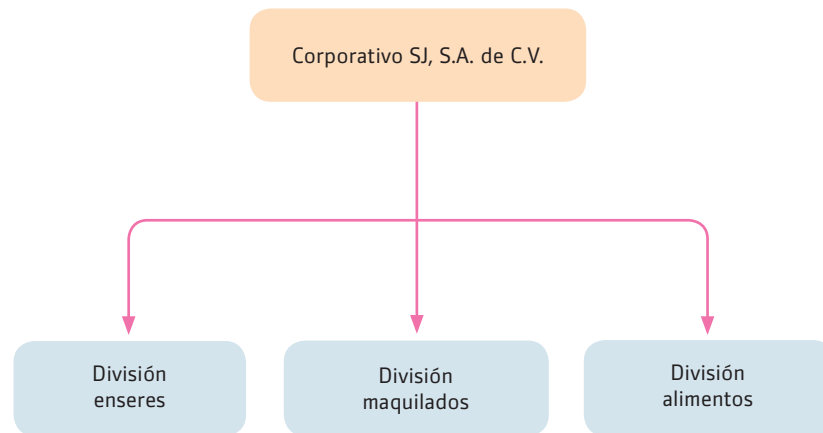 Corporativo SJ, S.A. de C.V.
División
enseres
División
maquilados
División
alimentos